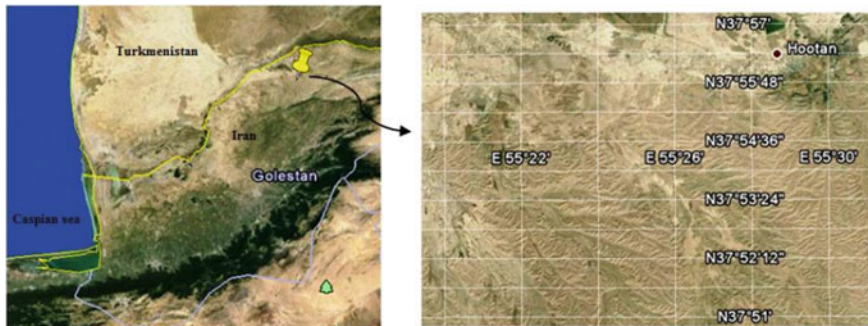 Turkmenistan
Iran
Golestan
Caspian sea
N37°57'
Hootan
N37°55'48"
N37°54'36"
E 55°22'
E 55°26'
E 55°30'
N37°53'24"
N37°52'12"
N37°51'